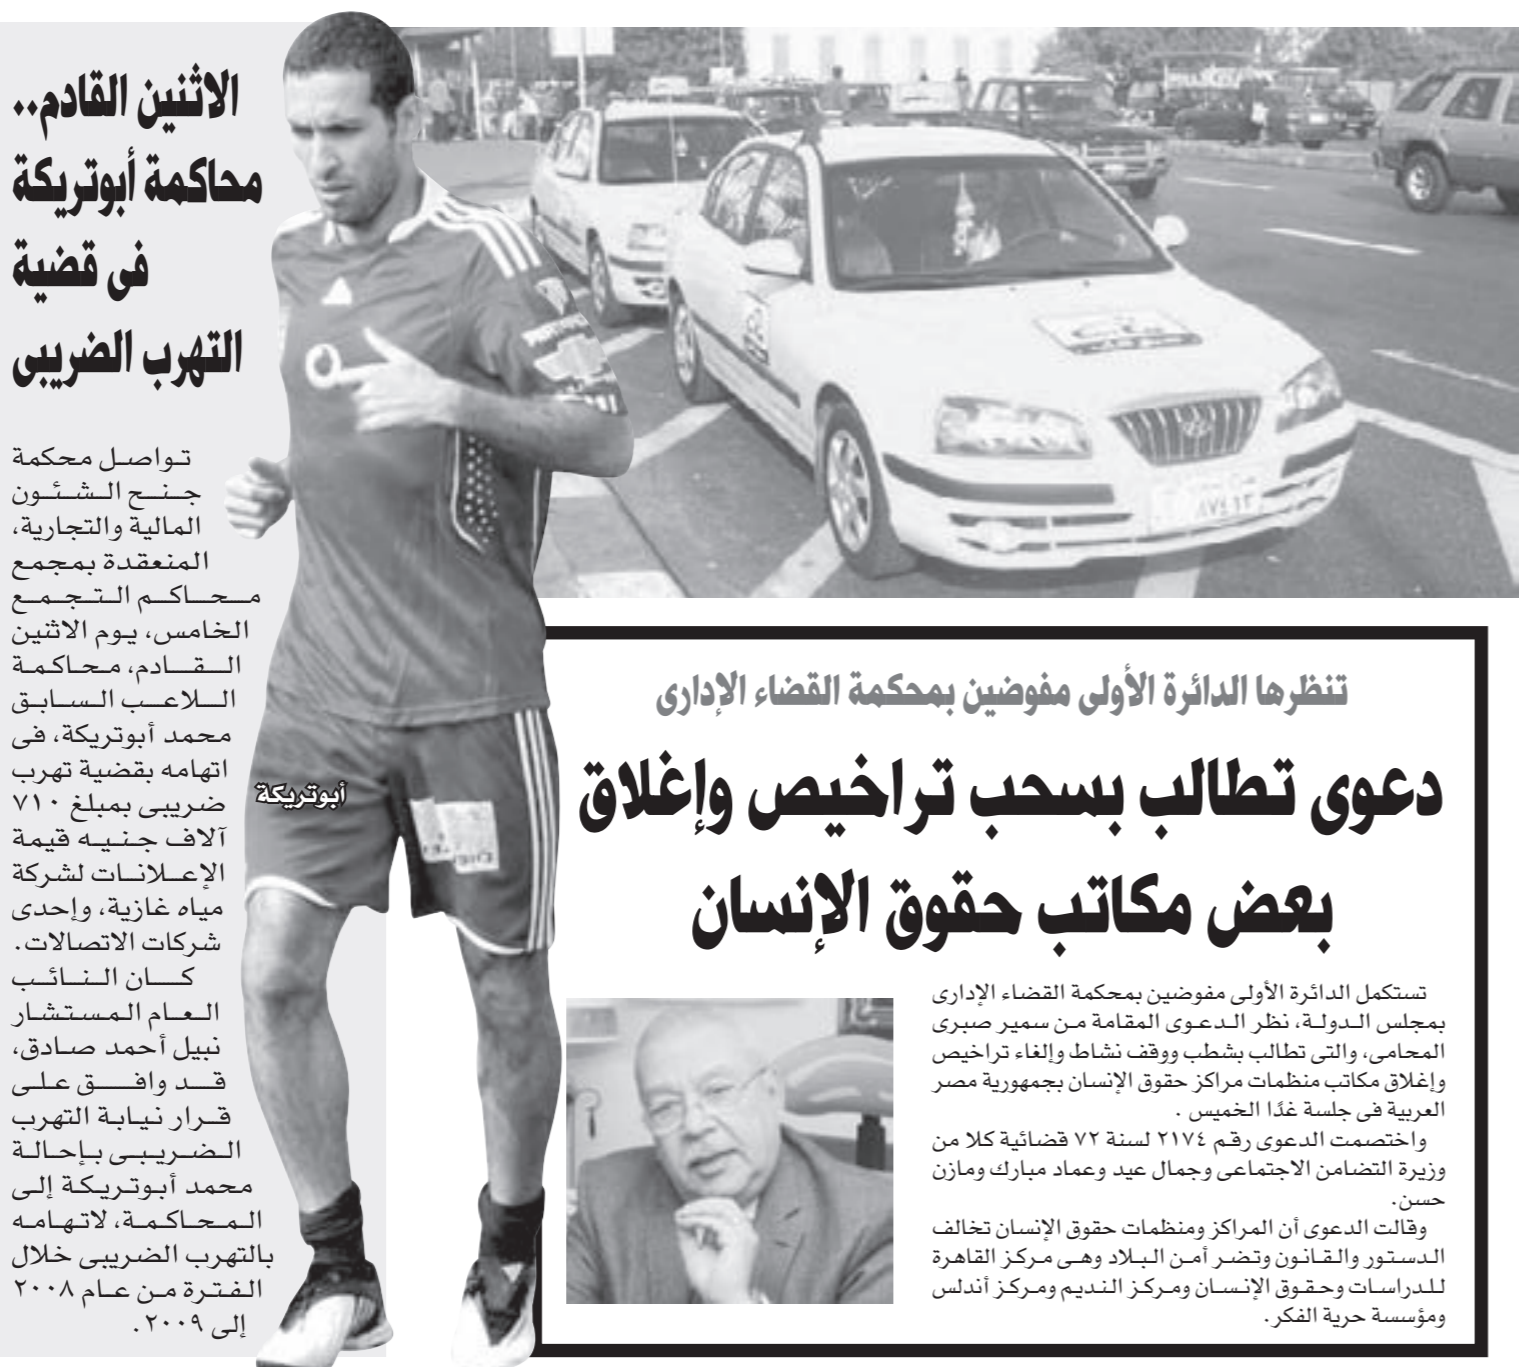 الاثنين القادم..
محاكمة أبوتريكة
فى قضية
التهرب الضريبى
تواصل محكمة
جنح الشئون
المالية والتجارية،
المنعقدة بمجمع
محاكم التجمع
الخامس، يوم الاثنين
القادم، محاكمة
اللاعب السابق
محمد أبوتريكة، فى
اتهامه بقضية تهرب
ضريبى بمبلغ ٧١٠
آلاف جنيه قيمة
الإعلانات لشركة
مياه غازية، وإحدى
شركات الاتصالات.
كان النائب
العام المستشار
نبيل أحمد صادق،
قد وافق على
قرار نيابة التهرب
الضريبى بإحالة
محمد أبوتريكة إلى
المحاكمة، لاتهامه
بالتهرب الضريبى خلال
الفترة من عام ٢٠٠٨
إلى ٢٠٠٩.
أبوتريكة
تنظرها الدائرة الأولى مفوضين بمحكمة القضاء الإدارى
دعوى تطالب بسحب تراخيص وإغلاق
بعض مكاتب حقوق الإنسان
تستكمل الدائرة الأولى مفوضين بمحكمة القضاء الإدارى
بمجلس الدولة، نظر الدعوى المقامة من سمير صبرى
المحامى، والتى تطالب بشطب ووقف نشاط وإلغاء تراخيص
وإغلاق مكاتب منظمات مراكز حقوق الإنسان بجمهورية مصر
العربية فى جلسة غدًا الخميس .
واختصمت الدعوى رقم ٢١٧٤ لسنة ٧٢ قضائية كلا من
وزيرة التضامن الاجتماعى وجمال عيد وعماد مبارك ومازن
حسن.
وقالت الدعوى أن المراكز ومنظمات حقوق الإنسان تخالف
الدستور والقانون وتضر أمن البلاد وهى مركز القاهرة
للدراسات وحقوق الإنسان ومركز النديم ومركز أندلس
ومؤسسة حرية الفكر.